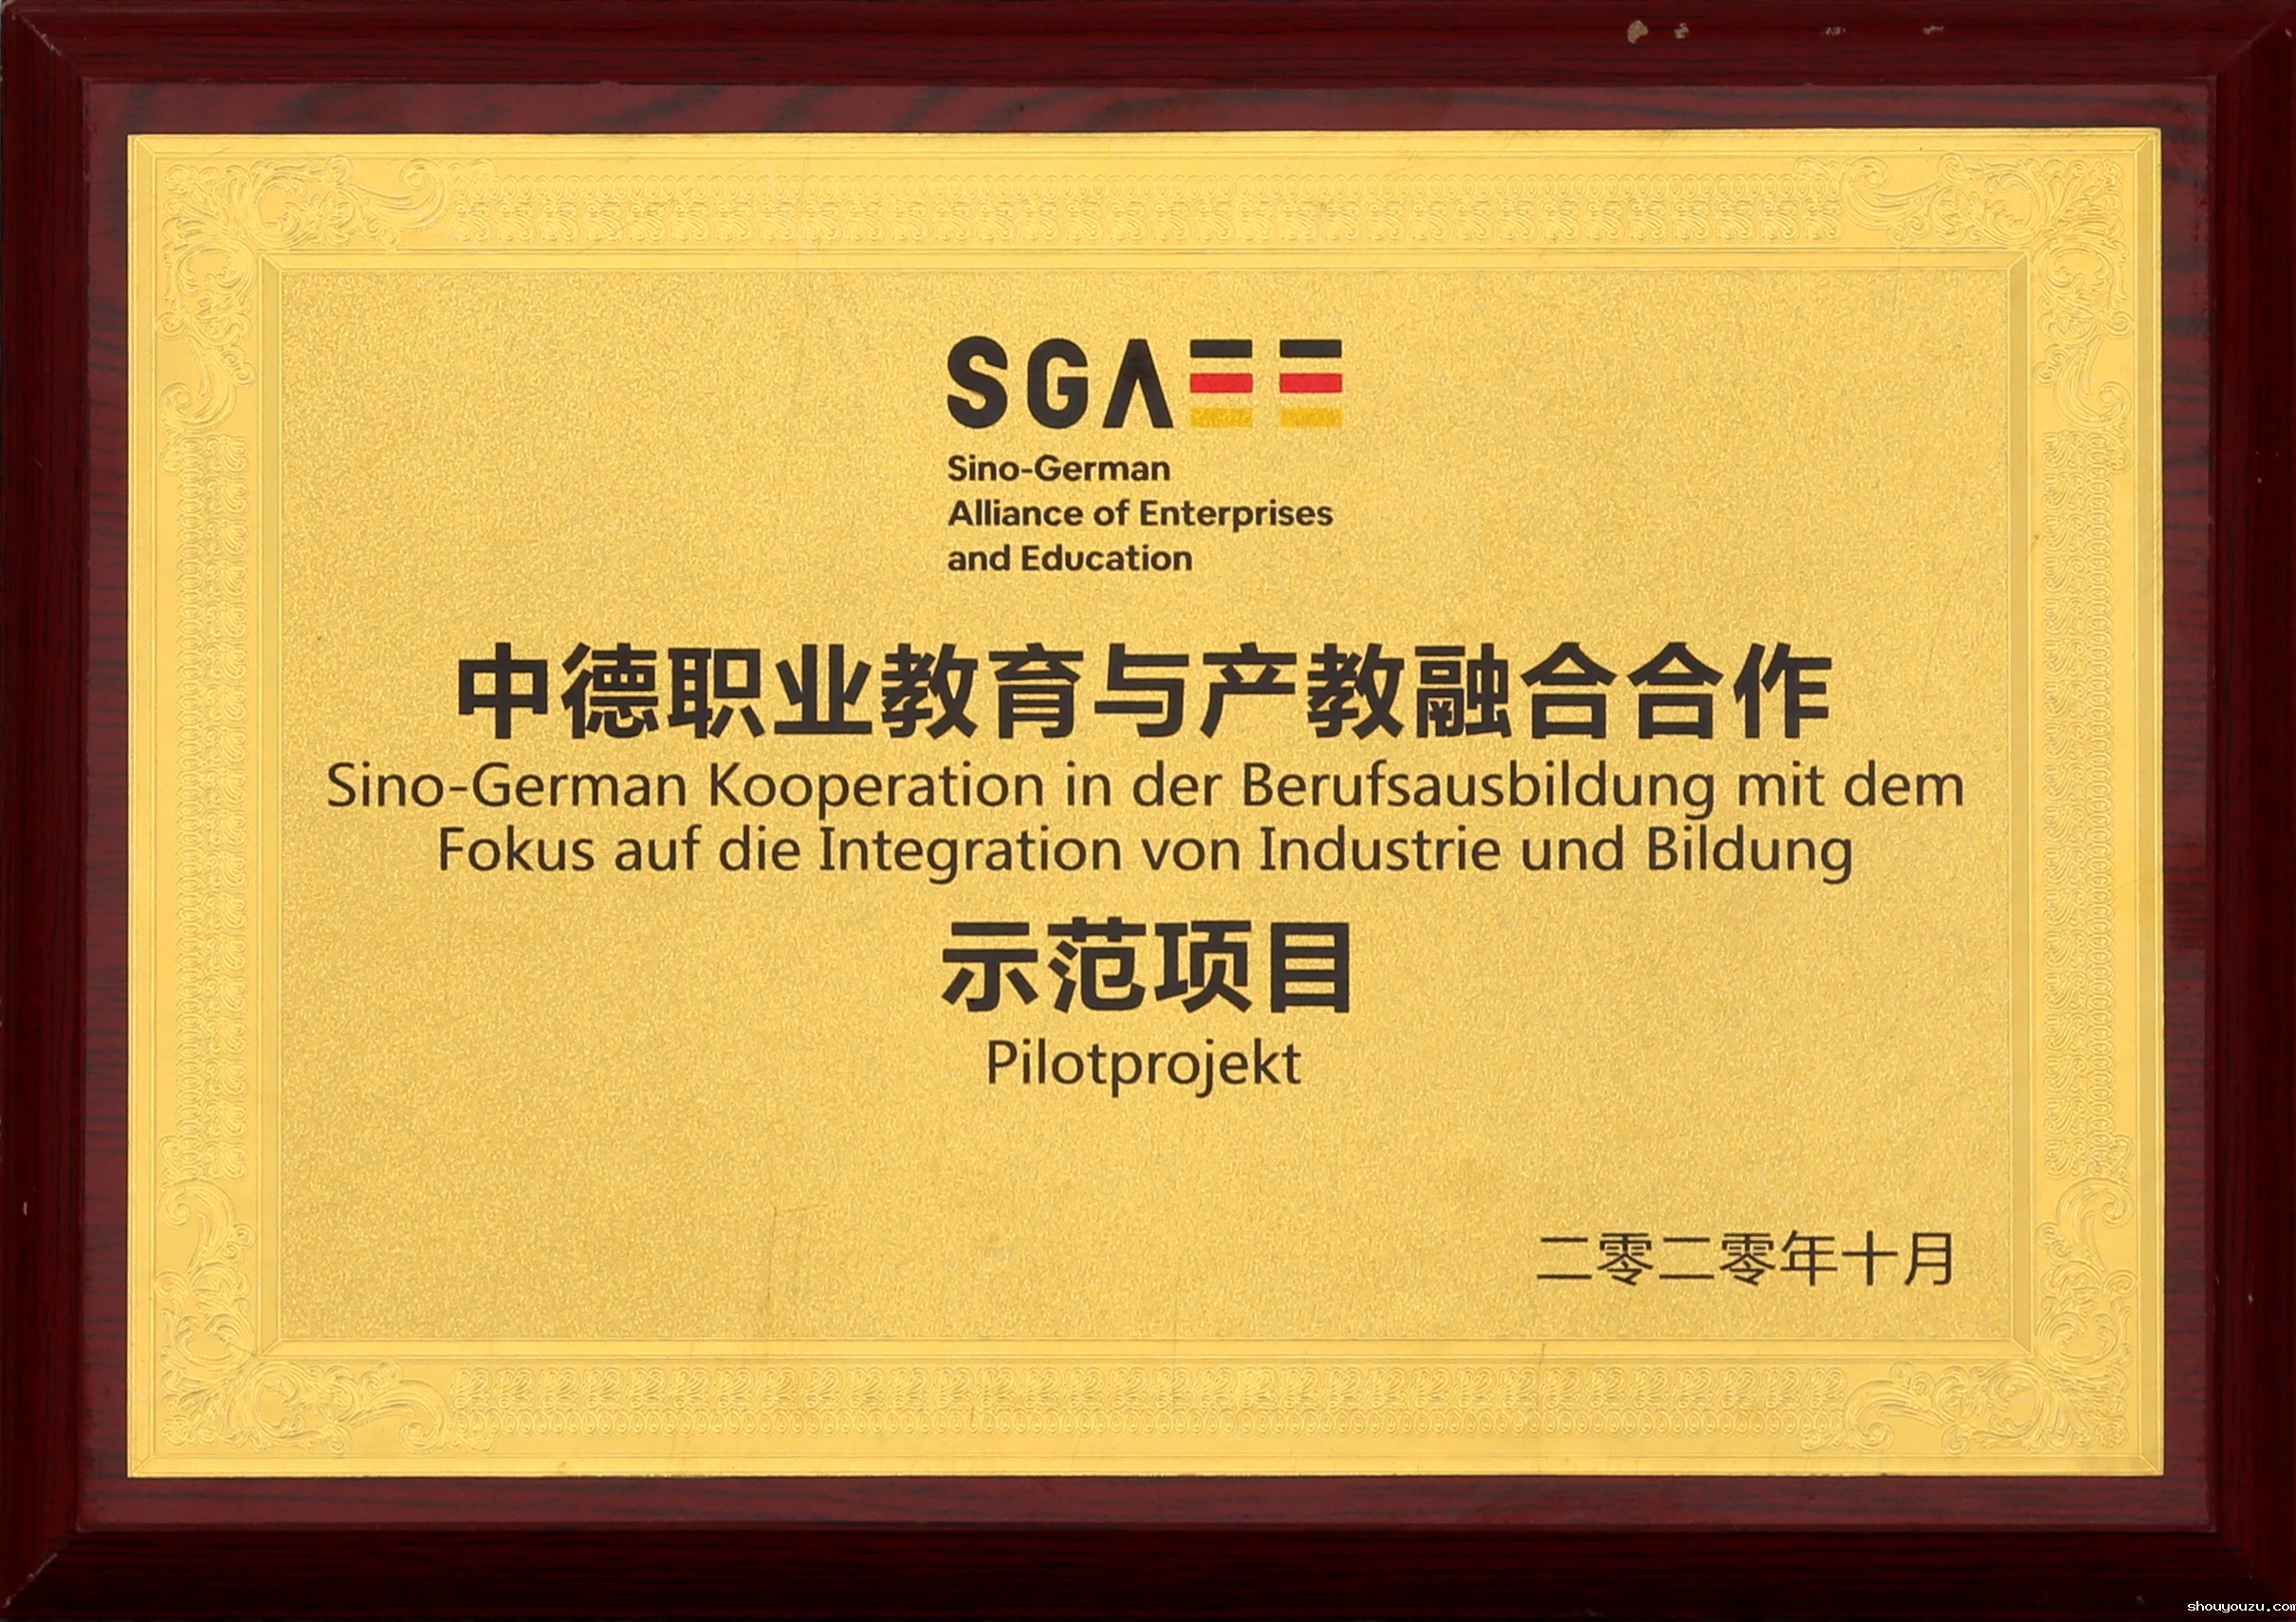 SGAEE
Sino-German
Alliance of Enterprises
and Education
中德职业教育与产教融合合作
Sino-German Kooperation in der Berufsausbildung mit dem
Fokus auf die Integration von Industrie und Bildung
示范项目
Pilotprojekt
二零二零年十月
shouyouzu.com